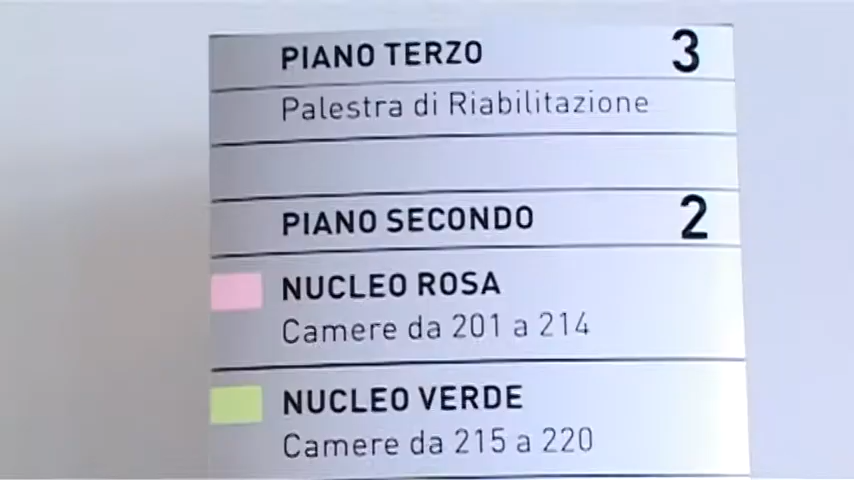 PIANO TERZO 3
Palestra di Riabilitazione
PIANO SECONDO 2
NUCLEO ROSA
Camere da 201 a 214
NUCLEO VERDE
Camere da 215 a 220